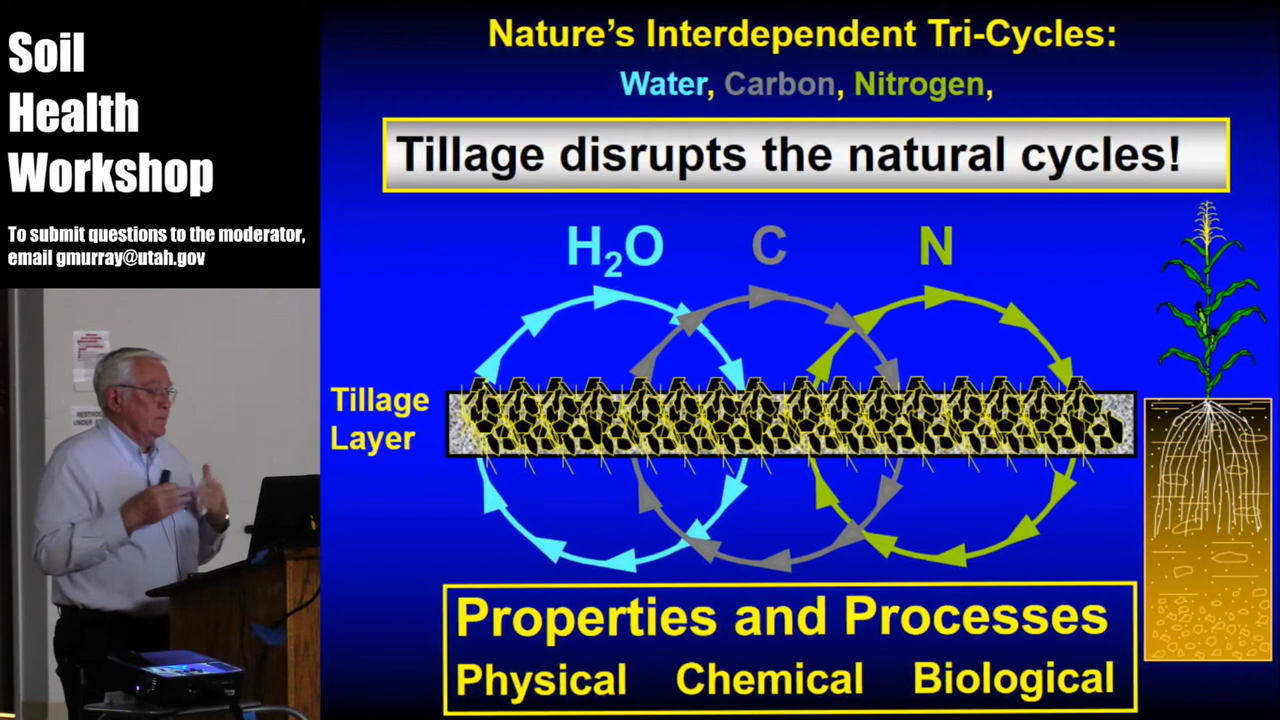 Soil
Health
Workshop
To submit questions to the moderator,
email gmurray@utah.gov
Nature's Interdependent Tri-Cycles:
Water, Carbon, Nitrogen,
Tillage disrupts the natural cycles!
H₂O C N
Tillage
Layer
Properties and Processes
Physical Chemical Biological